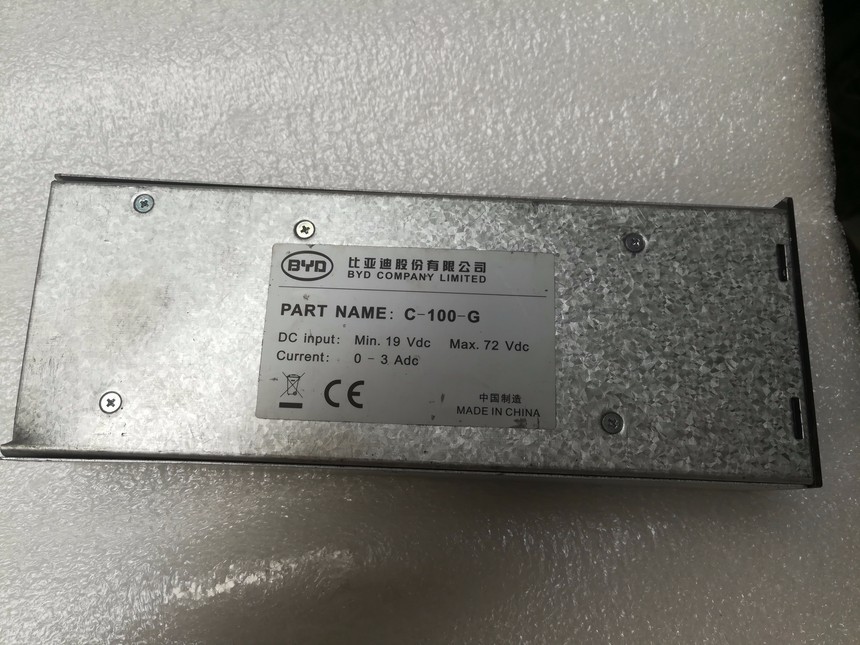 BYD 比亚迪股份有限公司
BYD COMPANY LIMITED
PART NAME: C-100-G
DC input: Min. 19 Vdc Max. 72 Vdc
Current: 0 - 3 Adc
CE
中国制造
MADE IN CHINA